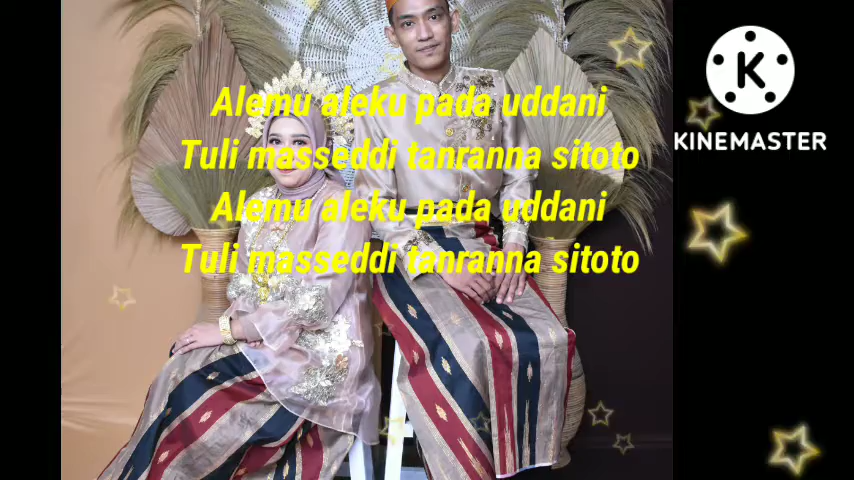 Alemu aleku pada uddani
Tuli masseddi tanranna sitoto
Alemu aleku pada uddani
Tuli masseddi tanranna sitoto
K
KINEMASTER